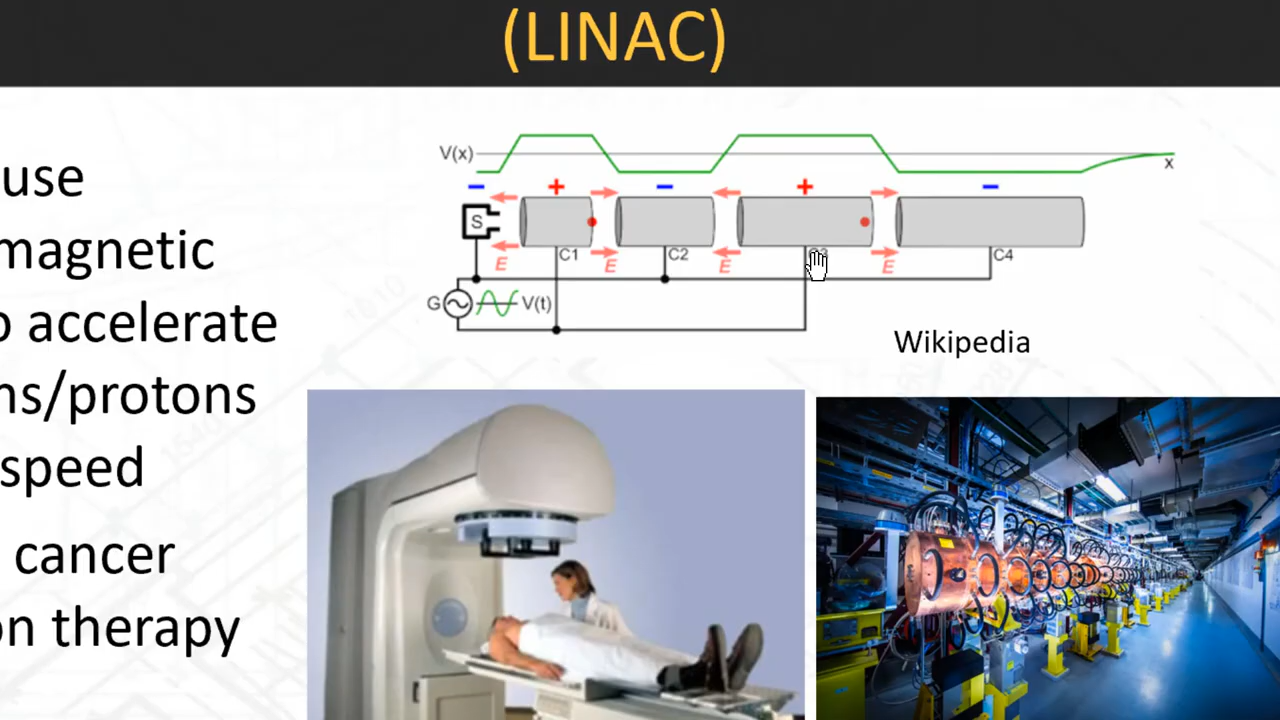 (LINAC)
use
magnetic
o accelerate
ns/protons
speed
cancer
on therapy
V(x)
x
− + − + −
S
C1 C2 C4
E E E E
G V(t)
Wikipedia